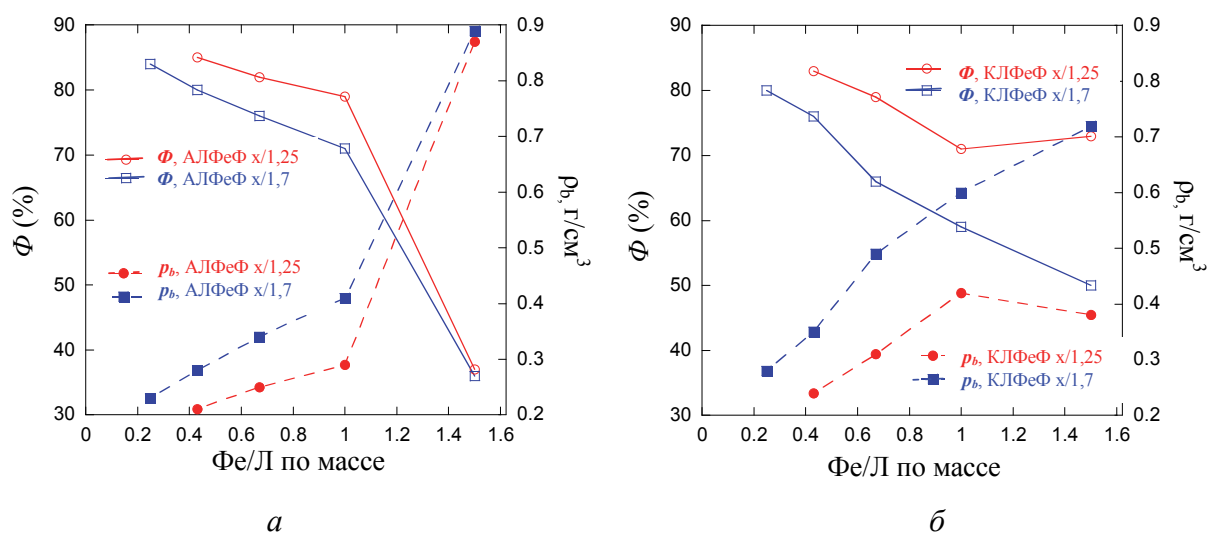 90
80
70
60
50
40
30
Φ (%)
0.9
0.8
0.7
0.6
0.5
0.4
0.3
0.2
ρb, г/см³
Φ, АЛФеФ х/1,25
Φ, АЛФеФ х/1,7
pb, АЛФеФ х/1,25
pb, АЛФеФ х/1,7
0 0.2 0.4 0.6 0.8 1 1.2 1.4 1.6
Фе/Л по массе
а
90
80
70
60
50
40
30
Φ (%)
0.9
0.8
0.7
0.6
0.5
0.4
0.3
0.2
ρb, г/см³
Φ, КЛФеФ х/1,25
Φ, КЛФеФ х/1,7
pb, КЛФеФ х/1,25
pb, КЛФеФ х/1,7
0 0.2 0.4 0.6 0.8 1 1.2 1.4 1.6
Фе/Л по массе
б